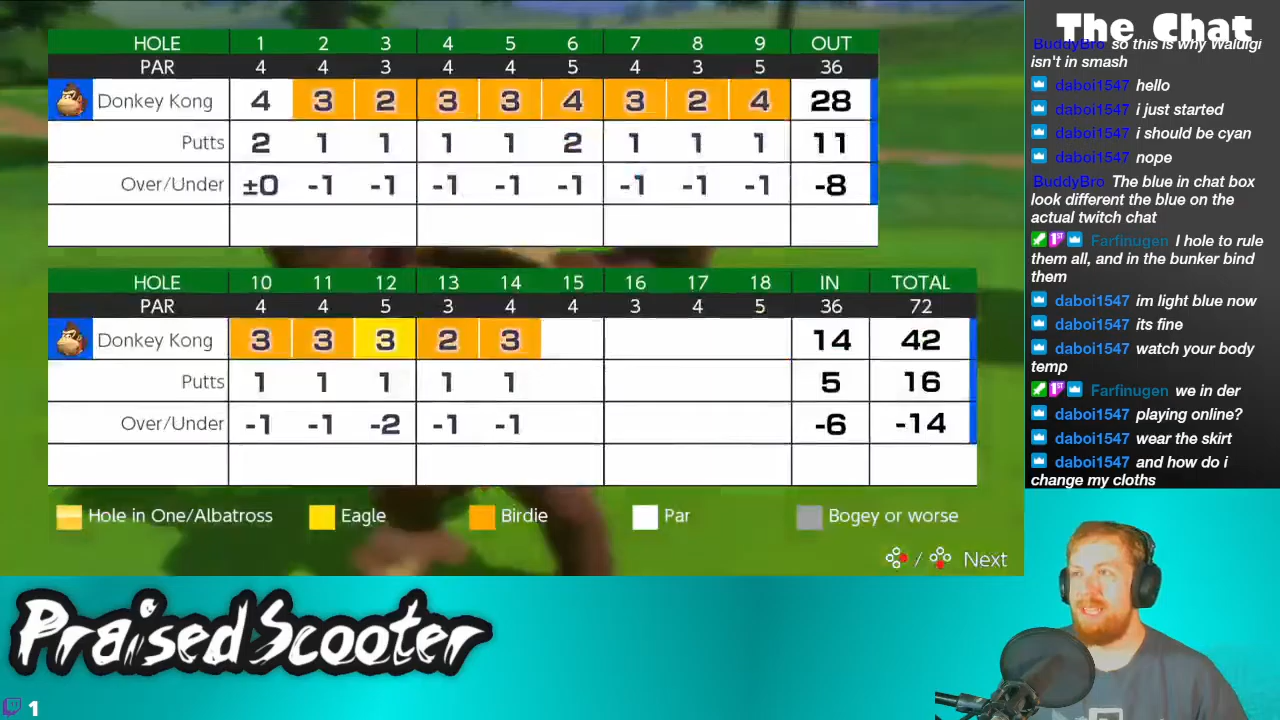 HOLE 1 2 3 4 5 6 7 8 9 OUT
PAR 4 4 3 4 4 5 4 3 5 36
Donkey Kong 4 3 2 3 3 4 3 2 4 28
Putts 2 1 1 1 1 2 1 1 1 11
Over/Under ±0 -1 -1 -1 -1 -1 -1 -1 -1 -8
HOLE 10 11 12 13 14 15 16 17 18 IN TOTAL
PAR 4 4 5 3 4 4 3 4 5 36 72
Donkey Kong 3 3 3 2 3 14 42
Putts 1 1 1 1 1 5 16
Over/Under -1 -1 -2 -1 -1 -6 -14
Hole in One/Albatross Eagle Birdie Par Bogey or worse
/ Next
The Chat
BuddyBro so this is why Waluigi
isn't in smash
daboi1547 hello
daboi1547 i just started
daboi1547 i should be cyan
daboi1547 nope
BuddyBro The blue in chat box
look different the blue on the
actual twitch chat
1ST Farfinugen I hole to rule
them all, and in the bunker bind
them
daboi1547 im light blue now
daboi1547 its fine
daboi1547 watch your body
temp
1ST Farfinugen we in der
daboi1547 playing online?
daboi1547 wear the skirt
daboi1547 and how do i
change my cloths
PraisedScooter
1